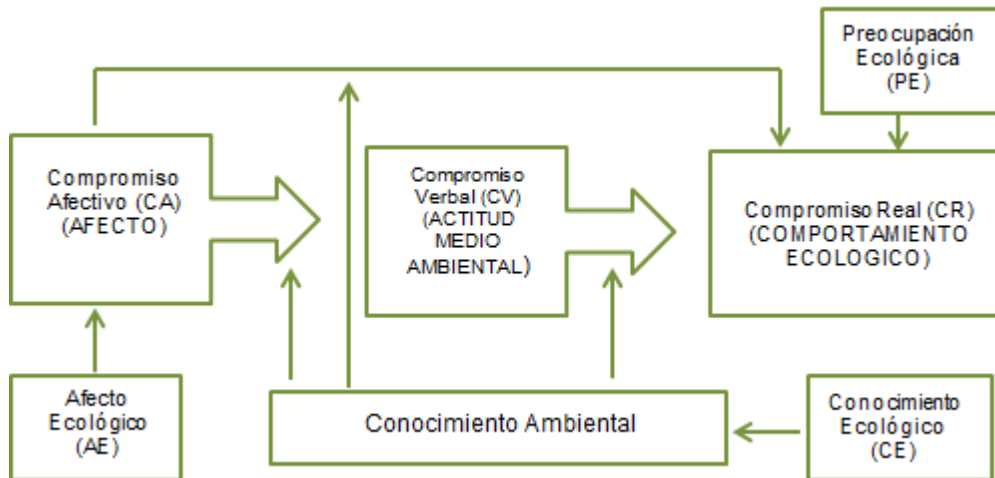 Preocupación
Ecológica
(PE)
Compromiso
Afectivo (CA)
(AFECTO)
Compromiso
Verbal (CV)
(ACTITUD
MEDIO
AMBIENTAL)
Compromiso Real (CR)
(COMPORTAMIENTO
ECOLOGICO)
Afecto
Ecológico
(AE)
Conocimiento Ambiental
Conocimiento
Ecológico
(CE)